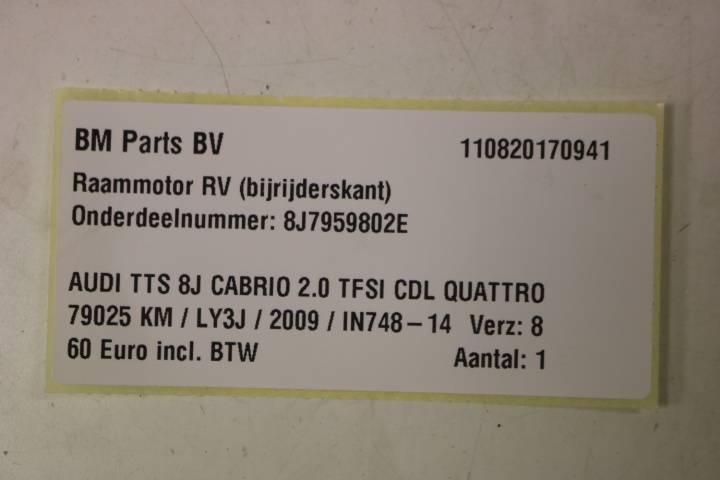 BM Parts BV 110820170941
Raammotor RV (bijrijderskant)
Onderdeelnummer: 8J7959802E
AUDI TTS 8J CABRIO 2.0 TFSI CDL QUATTRO
79025 KM / LY3J / 2009 / IN748-14 Verz: 8
60 Euro incl. BTW Aantal: 1